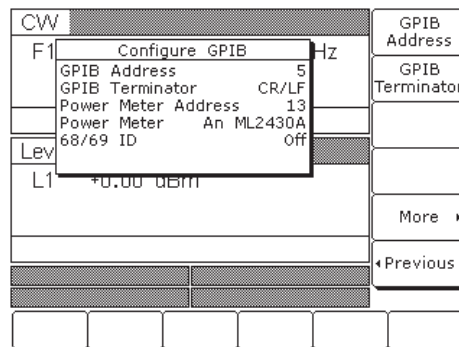 CW
F1
Hz
Configure GPIB
GPIB Address 5
GPIB Terminator CR/LF
Power Meter Address 13
Power Meter An ML2430A
68/69 ID Off
Lev
L1 +0.00 dBm
GPIB
Address
GPIB
Terminator
More
Previous